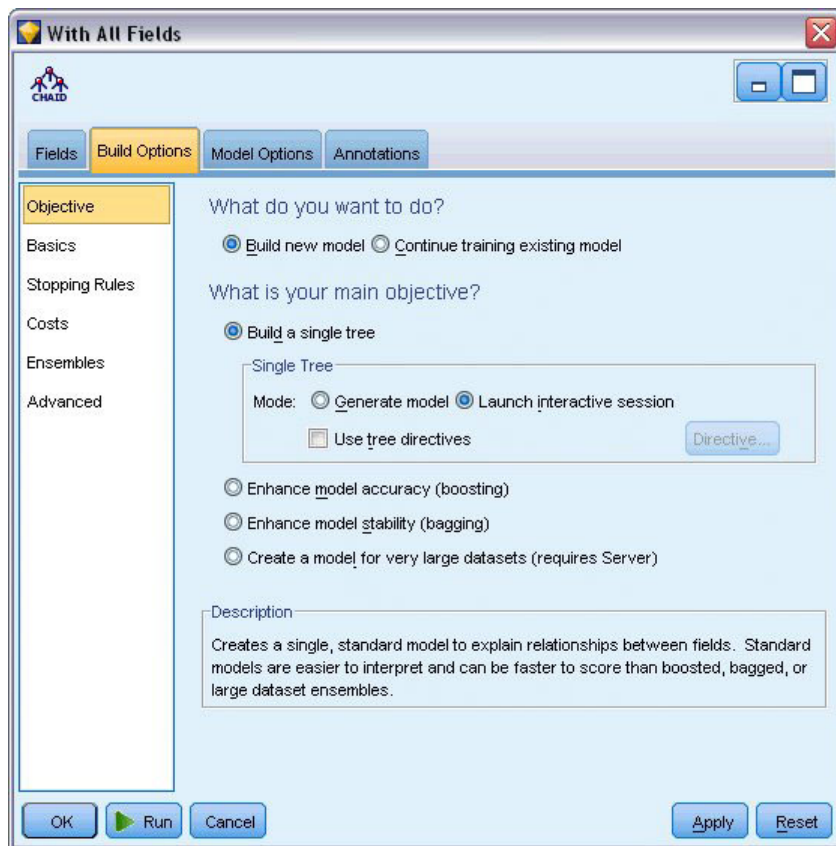 With All Fields
CHAID
Fields
Build Options
Model Options
Annotations
Objective
Basics
Stopping Rules
Costs
Ensembles
Advanced
What do you want to do?
Build new model Continue training existing model
What is your main objective?
Build a single tree
Single Tree
Mode: Generate model Launch interactive session
Use tree directives Directive...
Enhance model accuracy (boosting)
Enhance model stability (bagging)
Create a model for very large datasets (requires Server)
Description
Creates a single, standard model to explain relationships between fields. Standard
models are easier to interpret and can be faster to score than boosted, bagged, or
large dataset ensembles.
OK Run Cancel Apply Reset